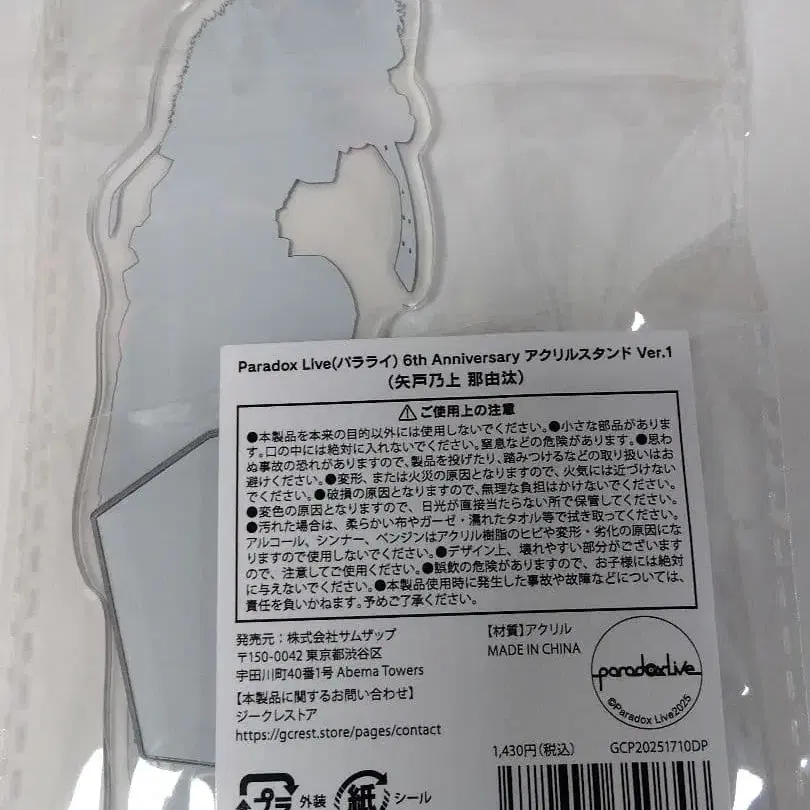 Paradox Live(パラライ) 6th Anniversary アクリルスタンド Ver.1
(矢戸乃上 那由汰)
⚠ご使用上の注意
●本製品を本来の目的以外には使用しないでください。●小さな部品がありま
す。口の中には絶対に入れないでください。窒息などの危険があります。●思わ
ぬ事故の恐れがありますので、製品を投げたり、踏みつけるなどの取り扱いはお
避けください。●変形、または火災の原因となりますので、火気には近づけない
でください。●破損の原因となりますので、無理な負担はかけないでください。
●変色の原因となりますので、日光が直接当たらない所で保管してください。
●汚れた場合は、柔らかい布やガーゼ・濡れたタオル等で拭き取ってください。
アルコール、シンナー、ベンジンはアクリル樹脂のヒビや変形・劣化の原因にな
りますので使用しないでください。●デザイン上、壊れやすい部分がございます
ので、注意してご使用ください。●誤飲の危険がありますので、お子様には絶対
に与えないでください。●本製品使用時に発生した事故や故障などについては、
責任を負いかねます。予めご了承ください。
発売元:株式会社サムザップ
〒150-0042 東京都渋谷区
宇田川町40番1号 Abema Towers
【本製品に関するお問い合わせ】
ジークレストア
https://gcrest.store/pages/contact
【材質】アクリル
MADE IN CHINA
paradoxLive
©Paradox Live2025
1,430円(税込)
GCP20251710DP
プラ 外装 紙 シール